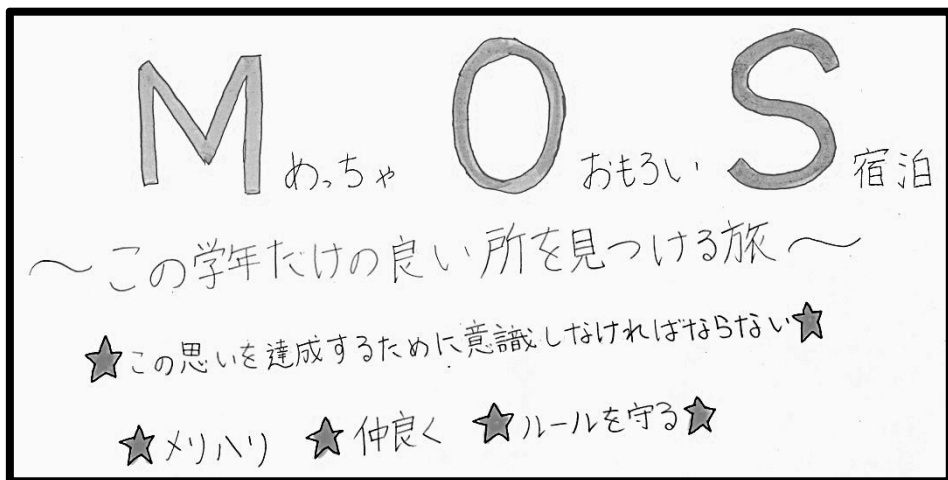 M めっちゃ O おもろい S 宿泊
～この学年だけの良い所を見つける旅～
★この思いを達成するために意識しなければならない★
★メリハリ ★仲良く ★ルールを守る★